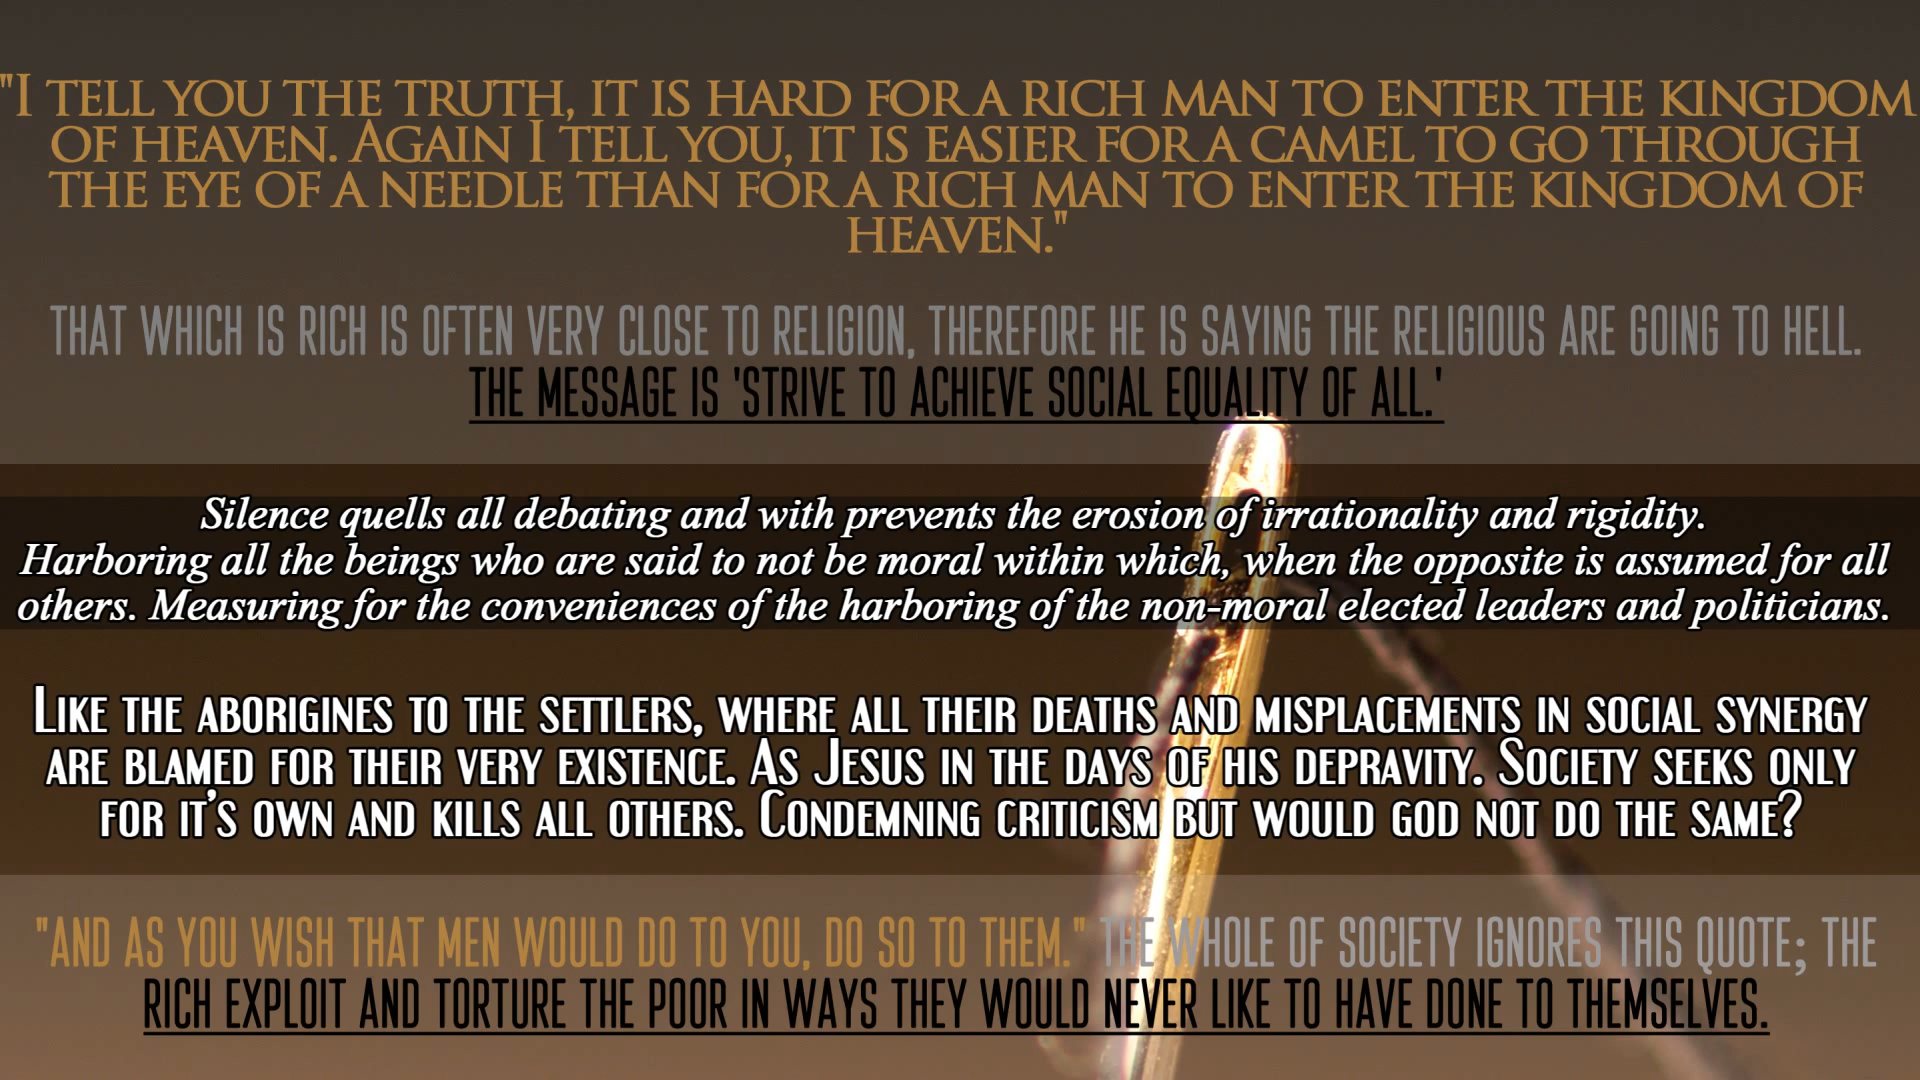 "I TELL YOU THE TRUTH, IT IS HARD FOR A RICH MAN TO ENTER THE KINGDOM
OF HEAVEN. AGAIN I TELL YOU, IT IS EASIER FOR A CAMEL TO GO THROUGH
THE EYE OF A NEEDLE THAN FOR A RICH MAN TO ENTER THE KINGDOM OF
HEAVEN."
THAT WHICH IS RICH IS OFTEN VERY CLOSE TO RELIGION, THEREFORE HE IS SAYING THE RELIGIOUS ARE GOING TO HELL.
THE MESSAGE IS 'STRIVE TO ACHIEVE SOCIAL EQUALITY OF ALL.'
Silence quells all debating and with prevents the erosion of irrationality and rigidity.
Harboring all the beings who are said to not be moral within which, when the opposite is assumed for all
others. Measuring for the conveniences of the harboring of the non-moral elected leaders and politicians.
LIKE THE ABORIGINES TO THE SETTLERS, WHERE ALL THEIR DEATHS AND MISPLACEMENTS IN SOCIAL SYNERGY
ARE BLAMED FOR THEIR VERY EXISTENCE. AS JESUS IN THE DAYS OF HIS DEPRAVITY. SOCIETY SEEKS ONLY
FOR IT'S OWN AND KILLS ALL OTHERS. CONDEMNING CRITICISM BUT WOULD GOD NOT DO THE SAME?
"AND AS YOU WISH THAT MEN WOULD DO TO YOU, DO SO TO THEM." THE WHOLE OF SOCIETY IGNORES THIS QUOTE; THE
RICH EXPLOIT AND TORTURE THE POOR IN WAYS THEY WOULD NEVER LIKE TO HAVE DONE TO THEMSELVES.